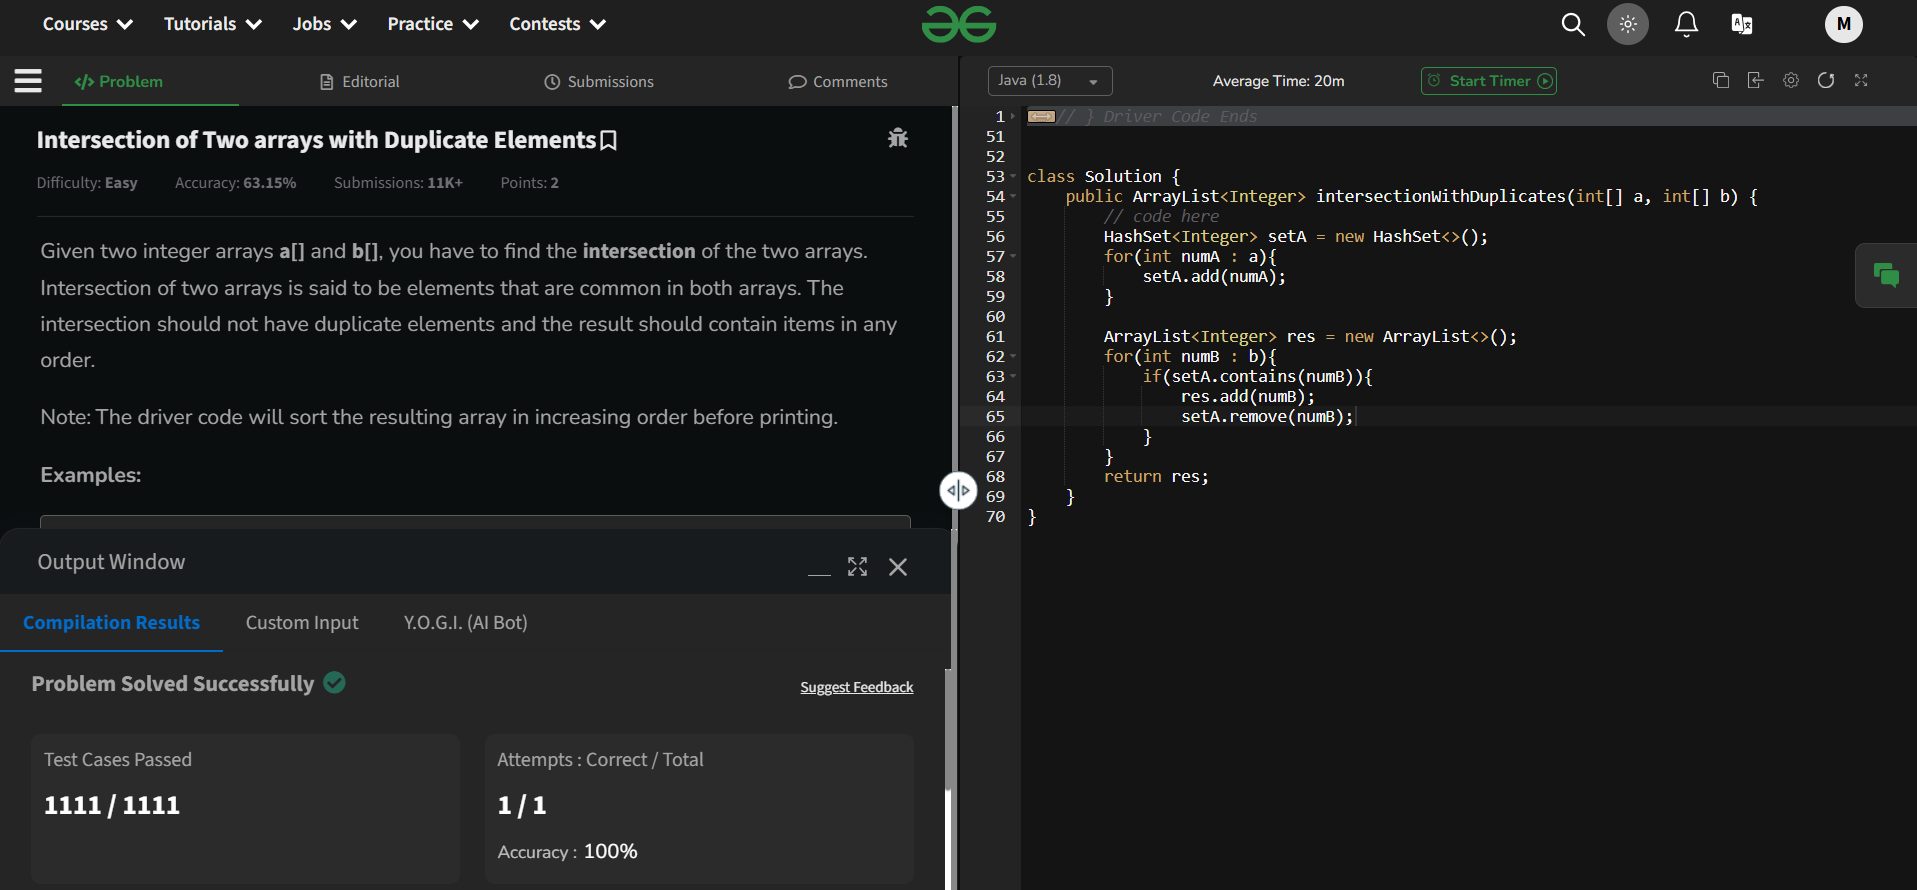 Courses Tutorials Jobs Practice Contests
M
</> Problem Editorial Submissions Comments
Intersection of Two arrays with Duplicate Elements
Difficulty: Easy Accuracy: 63.15% Submissions: 11K+ Points: 2
Given two integer arrays a[] and b[], you have to find the intersection of the two arrays.
Intersection of two arrays is said to be elements that are common in both arrays. The
intersection should not have duplicate elements and the result should contain items in any
order.
Note: The driver code will sort the resulting array in increasing order before printing.
Examples:
Output Window
Compilation Results Custom Input Y.O.G.I. (AI Bot)
Problem Solved Successfully
Suggest Feedback
Test Cases Passed
1111 / 1111
Attempts : Correct / Total
1 / 1
Accuracy : 100%
Java (1.8) Average Time: 20m Start Timer
1 // } Driver Code Ends
51
52
53 class Solution {
54 public ArrayList<Integer> intersectionWithDuplicates(int[] a, int[] b) {
55 // code here
56 HashSet<Integer> setA = new HashSet<>();
57 for(int numA : a){
58 setA.add(numA);
59 }
60
61 ArrayList<Integer> res = new ArrayList<>();
62 for(int numB : b){
63 if(setA.contains(numB)){
64 res.add(numB);
65 setA.remove(numB);
66 }
67 }
68 return res;
69 }
70 }